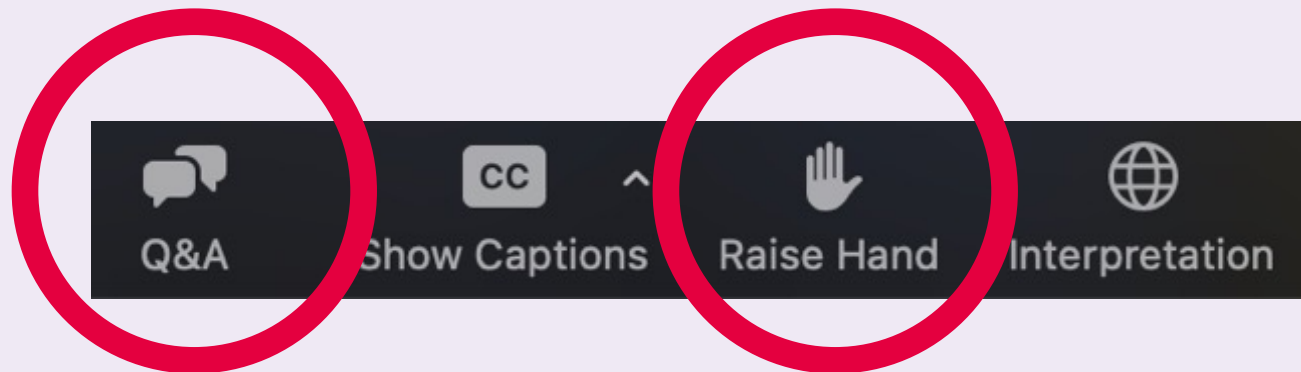 Q&A
CC
Show Captions
Raise Hand
Interpretation